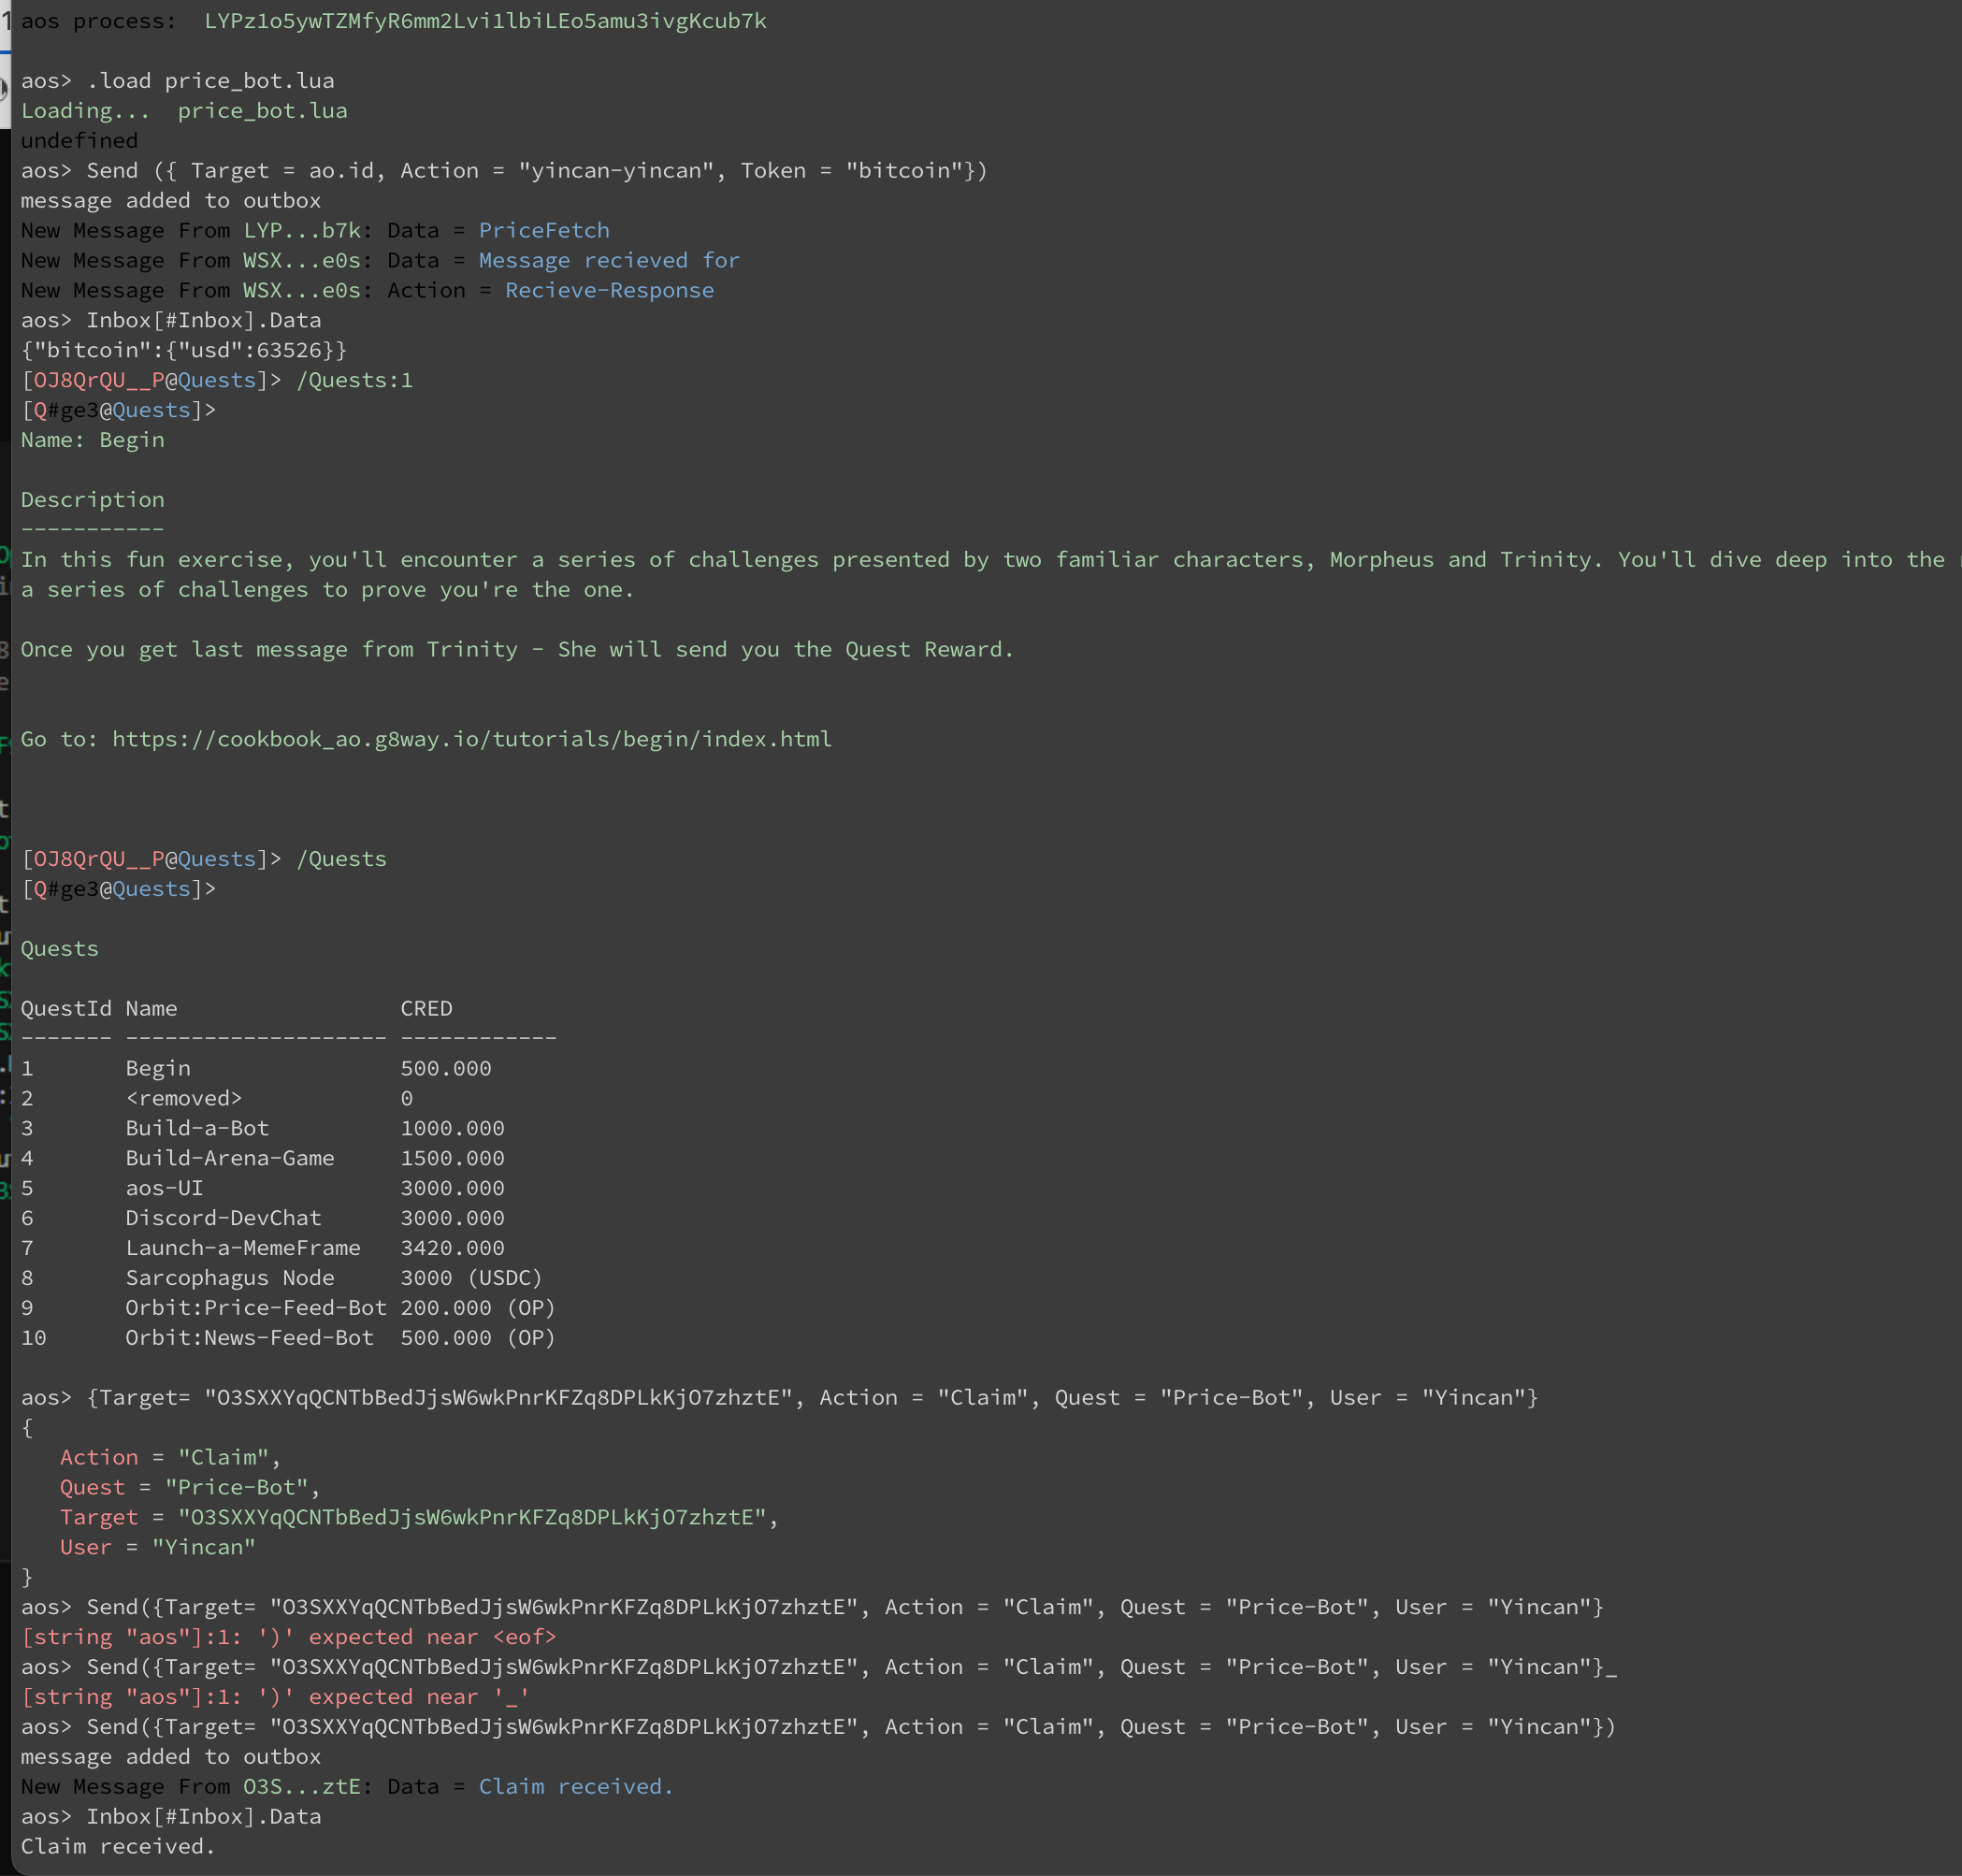 aos process:  LYPz1o5ywTZMfyR6mm2Lvi1lbiLEo5amu3ivgKcub7k
aos> .load price_bot.lua
Loading...  price_bot.lua
undefined
aos> Send ({ Target = ao.id, Action = "yincan-yincan", Token = "bitcoin"})
message added to outbox
New Message From LYP...b7k: Data = PriceFetch
New Message From WSX...e0s: Data = Message recieved for
New Message From WSX...e0s: Action = Recieve-Response
aos> Inbox[#Inbox].Data
{"bitcoin":{"usd":63526}}
[OJ8QrQU__P@Quests]> /Quests:1
[Q#ge3@Quests]>
Name: Begin
Description
-----------
In this fun exercise, you'll encounter a series of challenges presented by two familiar characters, Morpheus and Trinity. You'll dive deep into the
a series of challenges to prove you're the one.
Once you get last message from Trinity - She will send you the Quest Reward.
Go to: https://cookbook_ao.g8way.io/tutorials/begin/index.html
[OJ8QrQU__P@Quests]> /Quests
[Q#ge3@Quests]>
Quests
QuestId Name                 CRED
------- -------------------- ------------
1       Begin                500.000
2       <removed>            0
3       Build-a-Bot          1000.000
4       Build-Arena-Game     1500.000
5       aos-UI               3000.000
6       Discord-DevChat      3000.000
7       Launch-a-MemeFrame   3420.000
8       Sarcophagus Node     3000 (USDC)
9       Orbit:Price-Feed-Bot 200.000 (OP)
10      Orbit:News-Feed-Bot  500.000 (OP)
aos> {Target= "O3SXXYqQCNTbBedJjsW6wkPnrKFZq8DPLkKjO7zhztE", Action = "Claim", Quest = "Price-Bot", User = "Yincan"}
{
   Action = "Claim",
   Quest = "Price-Bot",
   Target = "O3SXXYqQCNTbBedJjsW6wkPnrKFZq8DPLkKjO7zhztE",
   User = "Yincan"
}
aos> Send({Target= "O3SXXYqQCNTbBedJjsW6wkPnrKFZq8DPLkKjO7zhztE", Action = "Claim", Quest = "Price-Bot", User = "Yincan"}
[string "aos"]:1: ')' expected near <eof>
aos> Send({Target= "O3SXXYqQCNTbBedJjsW6wkPnrKFZq8DPLkKjO7zhztE", Action = "Claim", Quest = "Price-Bot", User = "Yincan"}_
[string "aos"]:1: ')' expected near '_'
aos> Send({Target= "O3SXXYqQCNTbBedJjsW6wkPnrKFZq8DPLkKjO7zhztE", Action = "Claim", Quest = "Price-Bot", User = "Yincan"})
message added to outbox
New Message From O3S...ztE: Data = Claim received.
aos> Inbox[#Inbox].Data
Claim received.